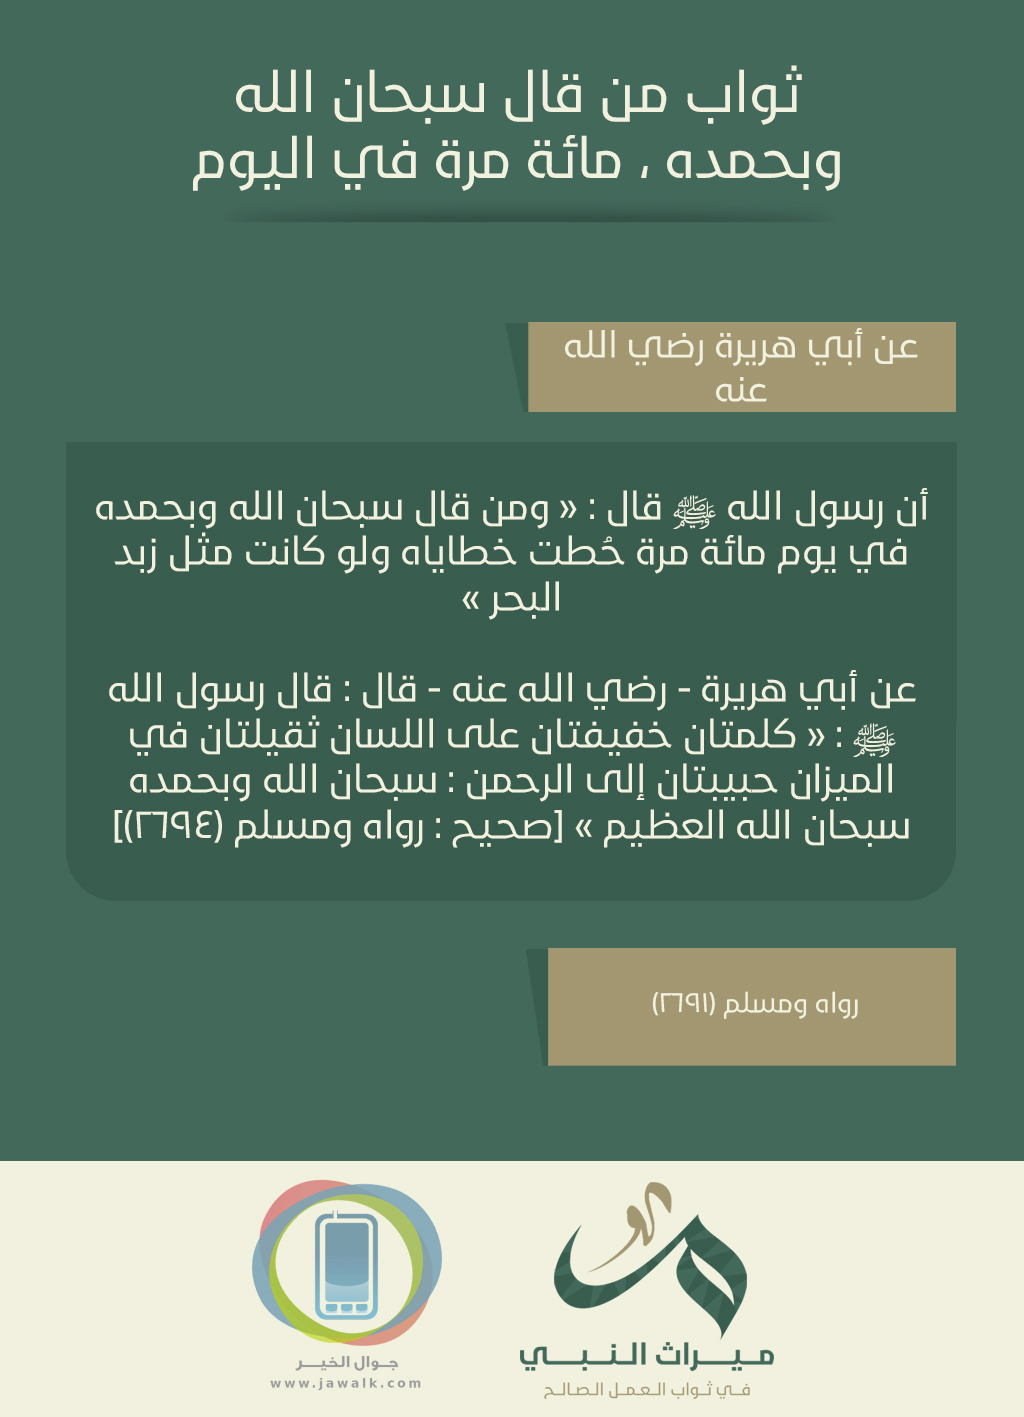 ثواب من قال سبحان الله
وبحمده ، مائة مرة في اليوم
عن أبي هريرة رضي الله
عنه
أن رسول الله ﷺ قال : « ومن قال سبحان الله وبحمده
في يوم مائة مرة حُطت خطاياه ولو كانت مثل زبد
البحر »
عن أبي هريرة - رضي الله عنه - قال : قال رسول الله
ﷺ : « كلمتان خفيفتان على اللسان ثقيلتان في
الميزان حبيبتان إلى الرحمن : سبحان الله وبحمده
سبحان الله العظيم » [صحيح : رواه ومسلم (٢٦٩٤)]
رواه ومسلم (٢٦٩١)
ميراث النبي
في ثواب العمل الصالح
جوال الخير
www.jawalk.com